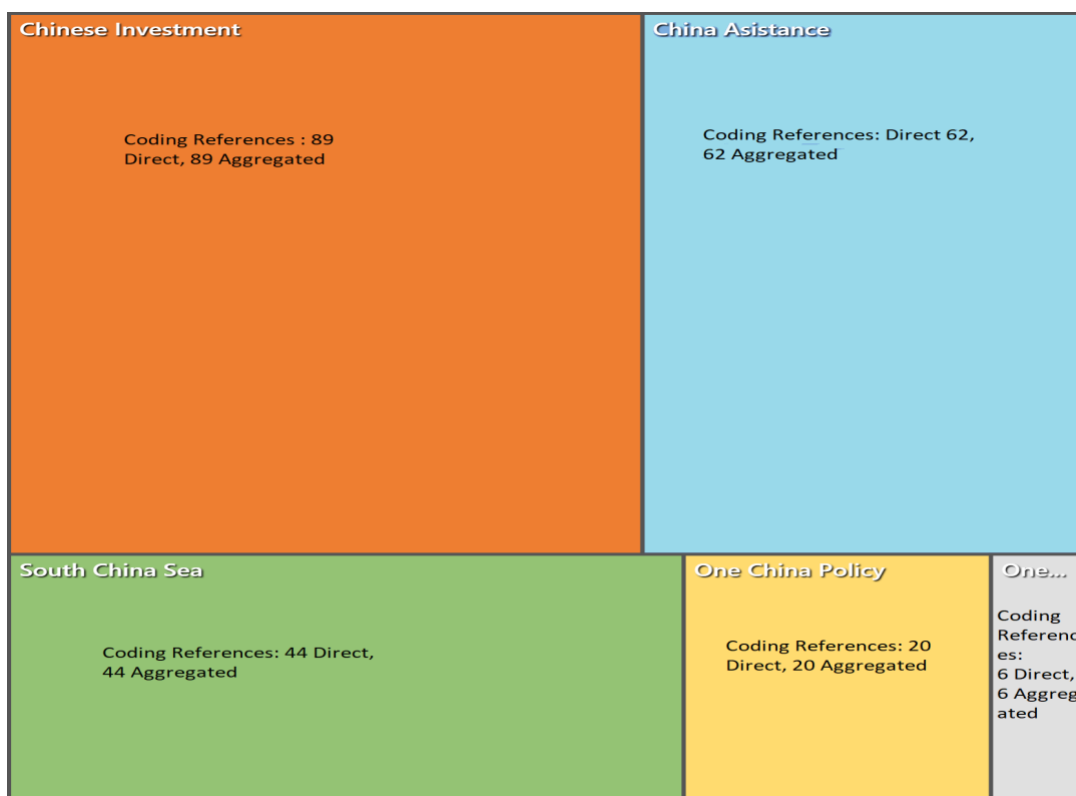 Chinese Investment
Coding References : 89
Direct, 89 Aggregated
China Asistance
Coding References: Direct 62,
62 Aggregated
South China Sea
Coding References: 44 Direct,
44 Aggregated
One China Policy
Coding References: 20
Direct, 20 Aggregated
One...
Coding
Referenc
es:
6 Direct,
6 Aggreg
ated